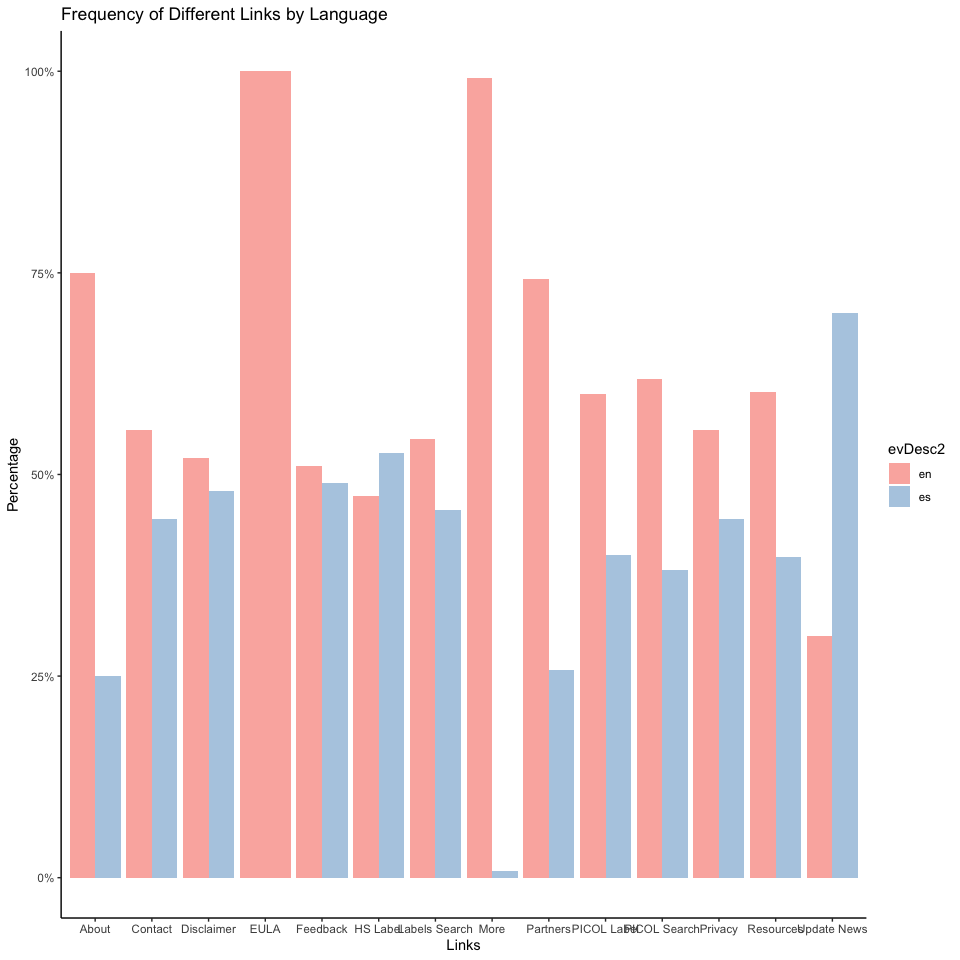 Frequency of Different Links by Language
100%
75%
50%
25%
0%
Percentage
About Contact Disclaimer EULA Feedback HS Label Labels Search More Partners PICOL Label PICOL Search Privacy Resources Update News
Links
evDesc2
en
es